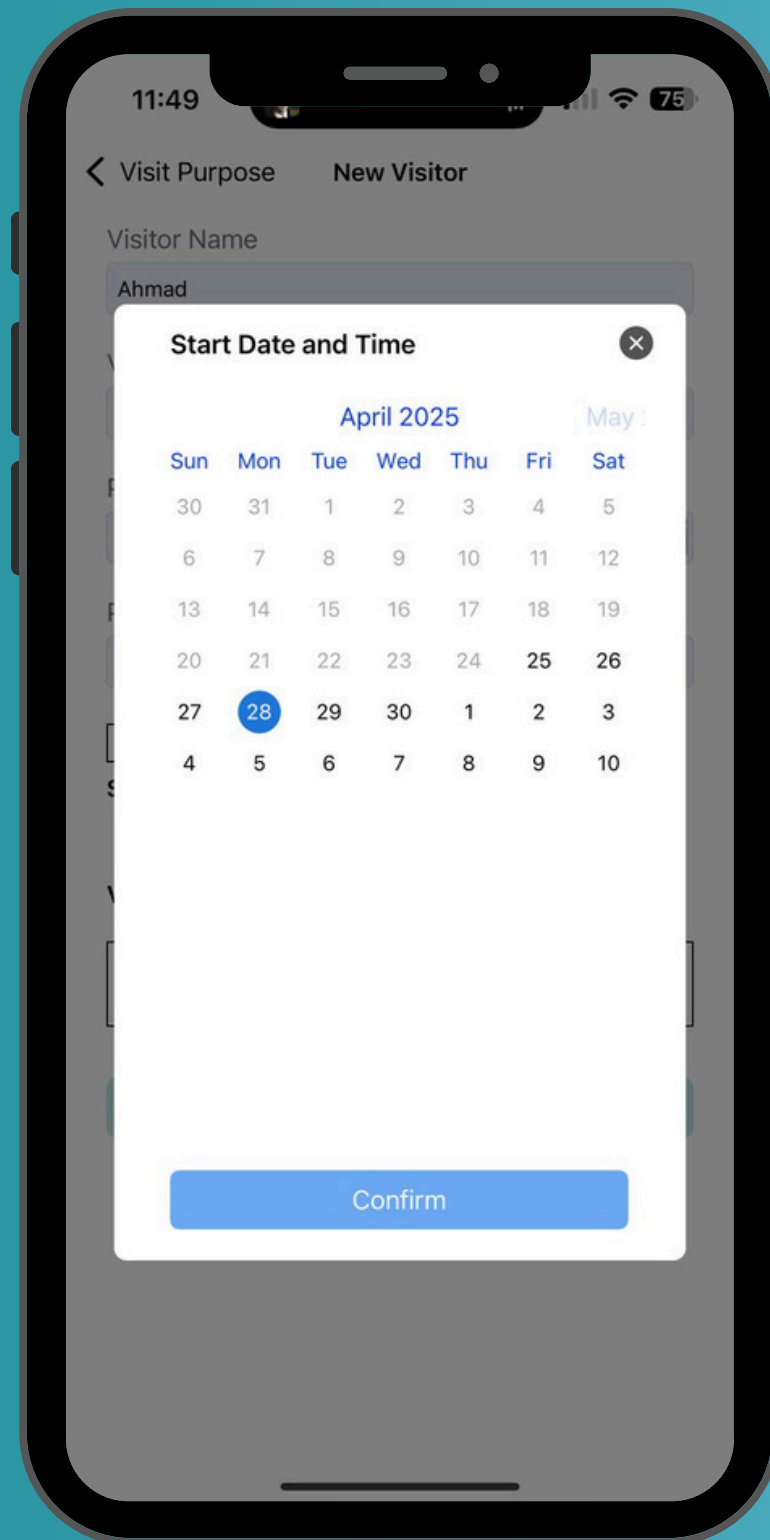 11:49 75
Visit Purpose New Visitor
Visitor Name
Ahmad
Start Date and Time
April 2025 May
Sun Mon Tue Wed Thu Fri Sat
30 31 1 2 3 4 5
6 7 8 9 10 11 12
13 14 15 16 17 18 19
20 21 22 23 24 25 26
27 28 29 30 1 2 3
4 5 6 7 8 9 10
Confirm